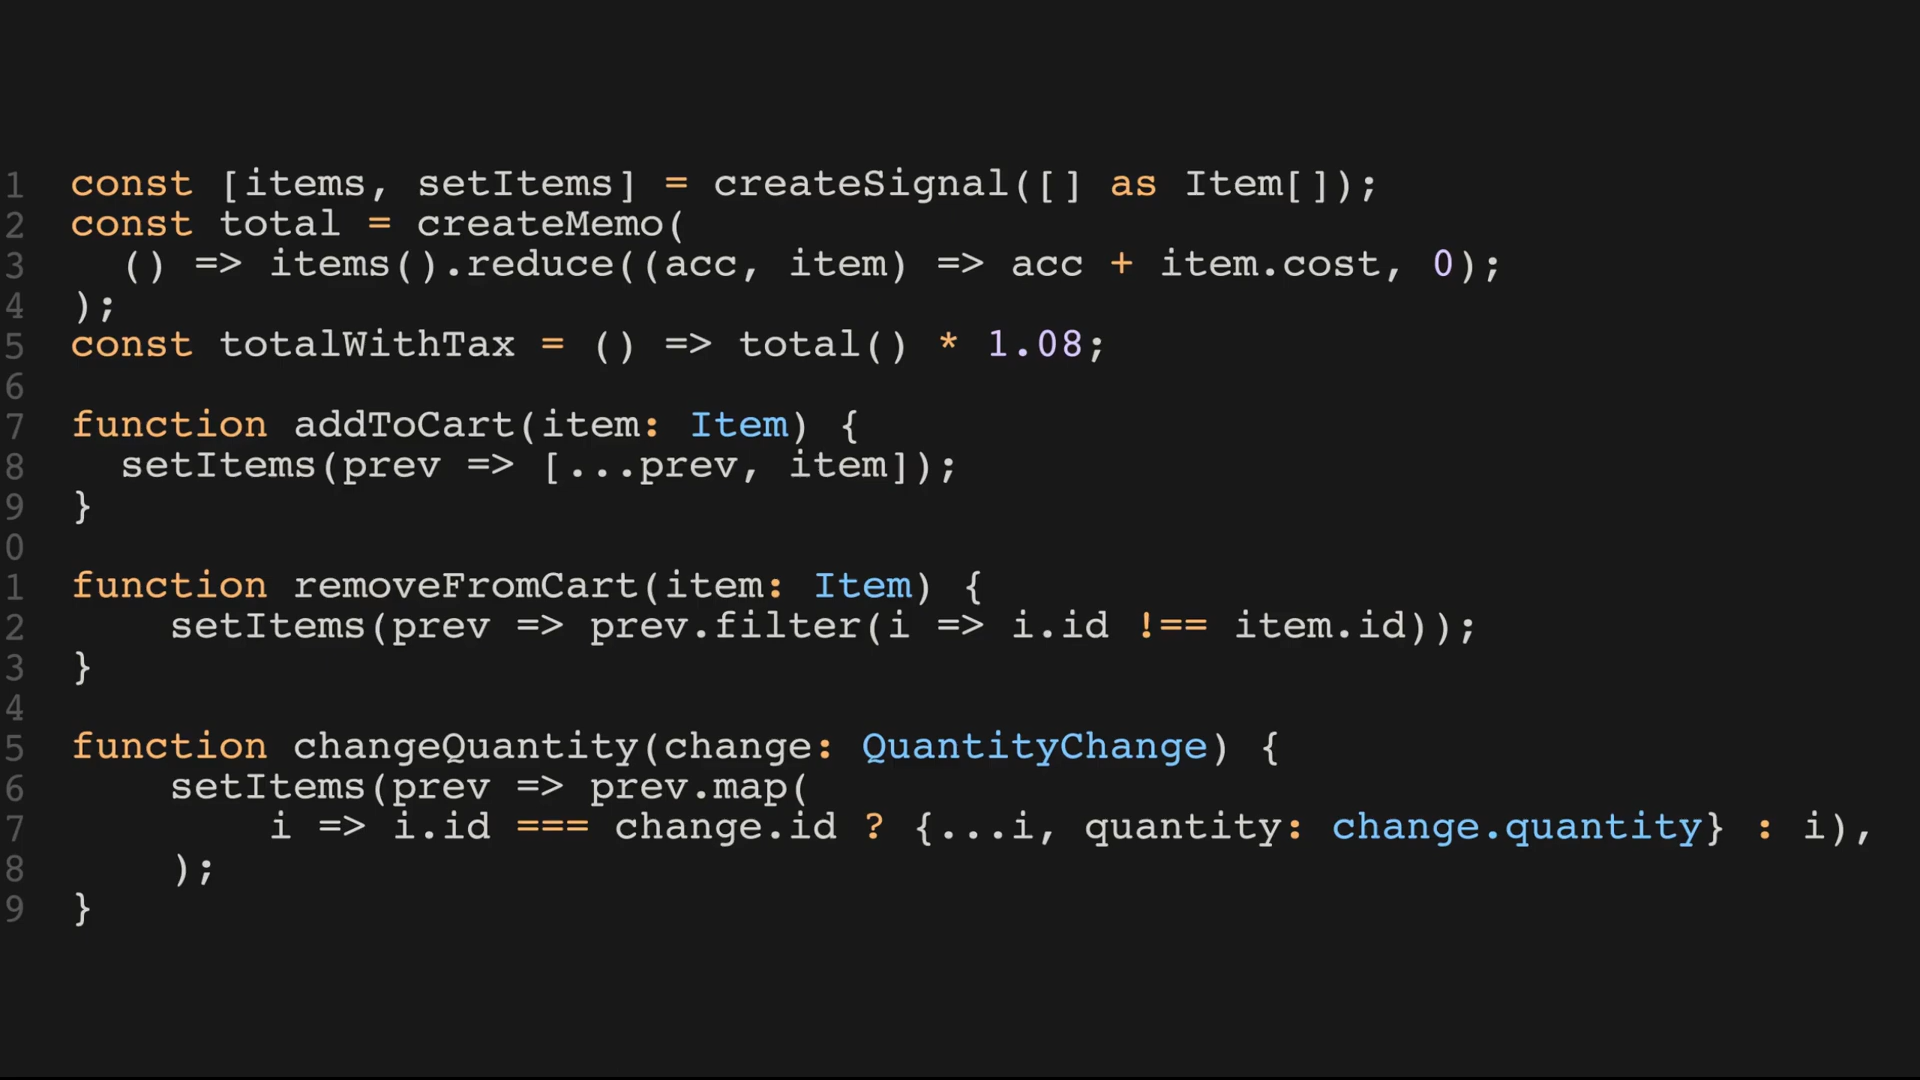 1 const [items, setItems] = createSignal([] as Item[]);
2 const total = createMemo(
3   () => items().reduce((acc, item) => acc + item.cost, 0);
4 );
5 const totalWithTax = () => total() * 1.08;
6
7 function addToCart(item: Item) {
8   setItems(prev => [...prev, item]);
9 }
0
1 function removeFromCart(item: Item) {
2     setItems(prev => prev.filter(i => i.id !== item.id));
3 }
4
5 function changeQuantity(change: QuantityChange) {
6     setItems(prev => prev.map(
7         i => i.id === change.id ? {...i, quantity: change.quantity} : i),
8     );
9 }